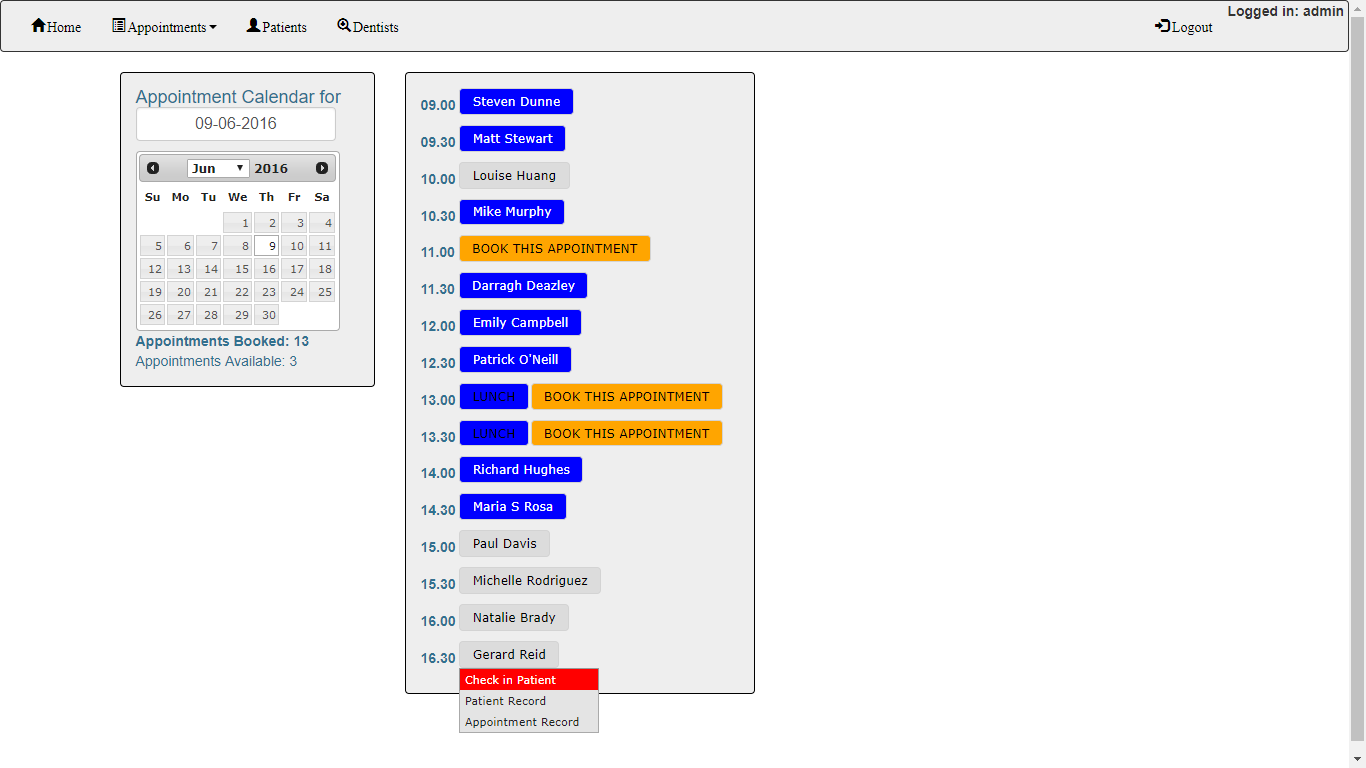 Logged in: admin
Home Appointments Patients Dentists Logout
Appointment Calendar for
09-06-2016
Jun 2016
Su Mo Tu We Th Fr Sa
1 2 3 4
5 6 7 8 9 10 11
12 13 14 15 16 17 18
19 20 21 22 23 24 25
26 27 28 29 30
Appointments Booked: 13
Appointments Available: 3
09.00 Steven Dunne
09.30 Matt Stewart
10.00 Louise Huang
10.30 Mike Murphy
11.00 BOOK THIS APPOINTMENT
11.30 Darragh Deazley
12.00 Emily Campbell
12.30 Patrick O'Neill
13.00 LUNCH BOOK THIS APPOINTMENT
13.30 LUNCH BOOK THIS APPOINTMENT
14.00 Richard Hughes
14.30 Maria S Rosa
15.00 Paul Davis
15.30 Michelle Rodriguez
16.00 Natalie Brady
16.30 Gerard Reid
Check in Patient
Patient Record
Appointment Record